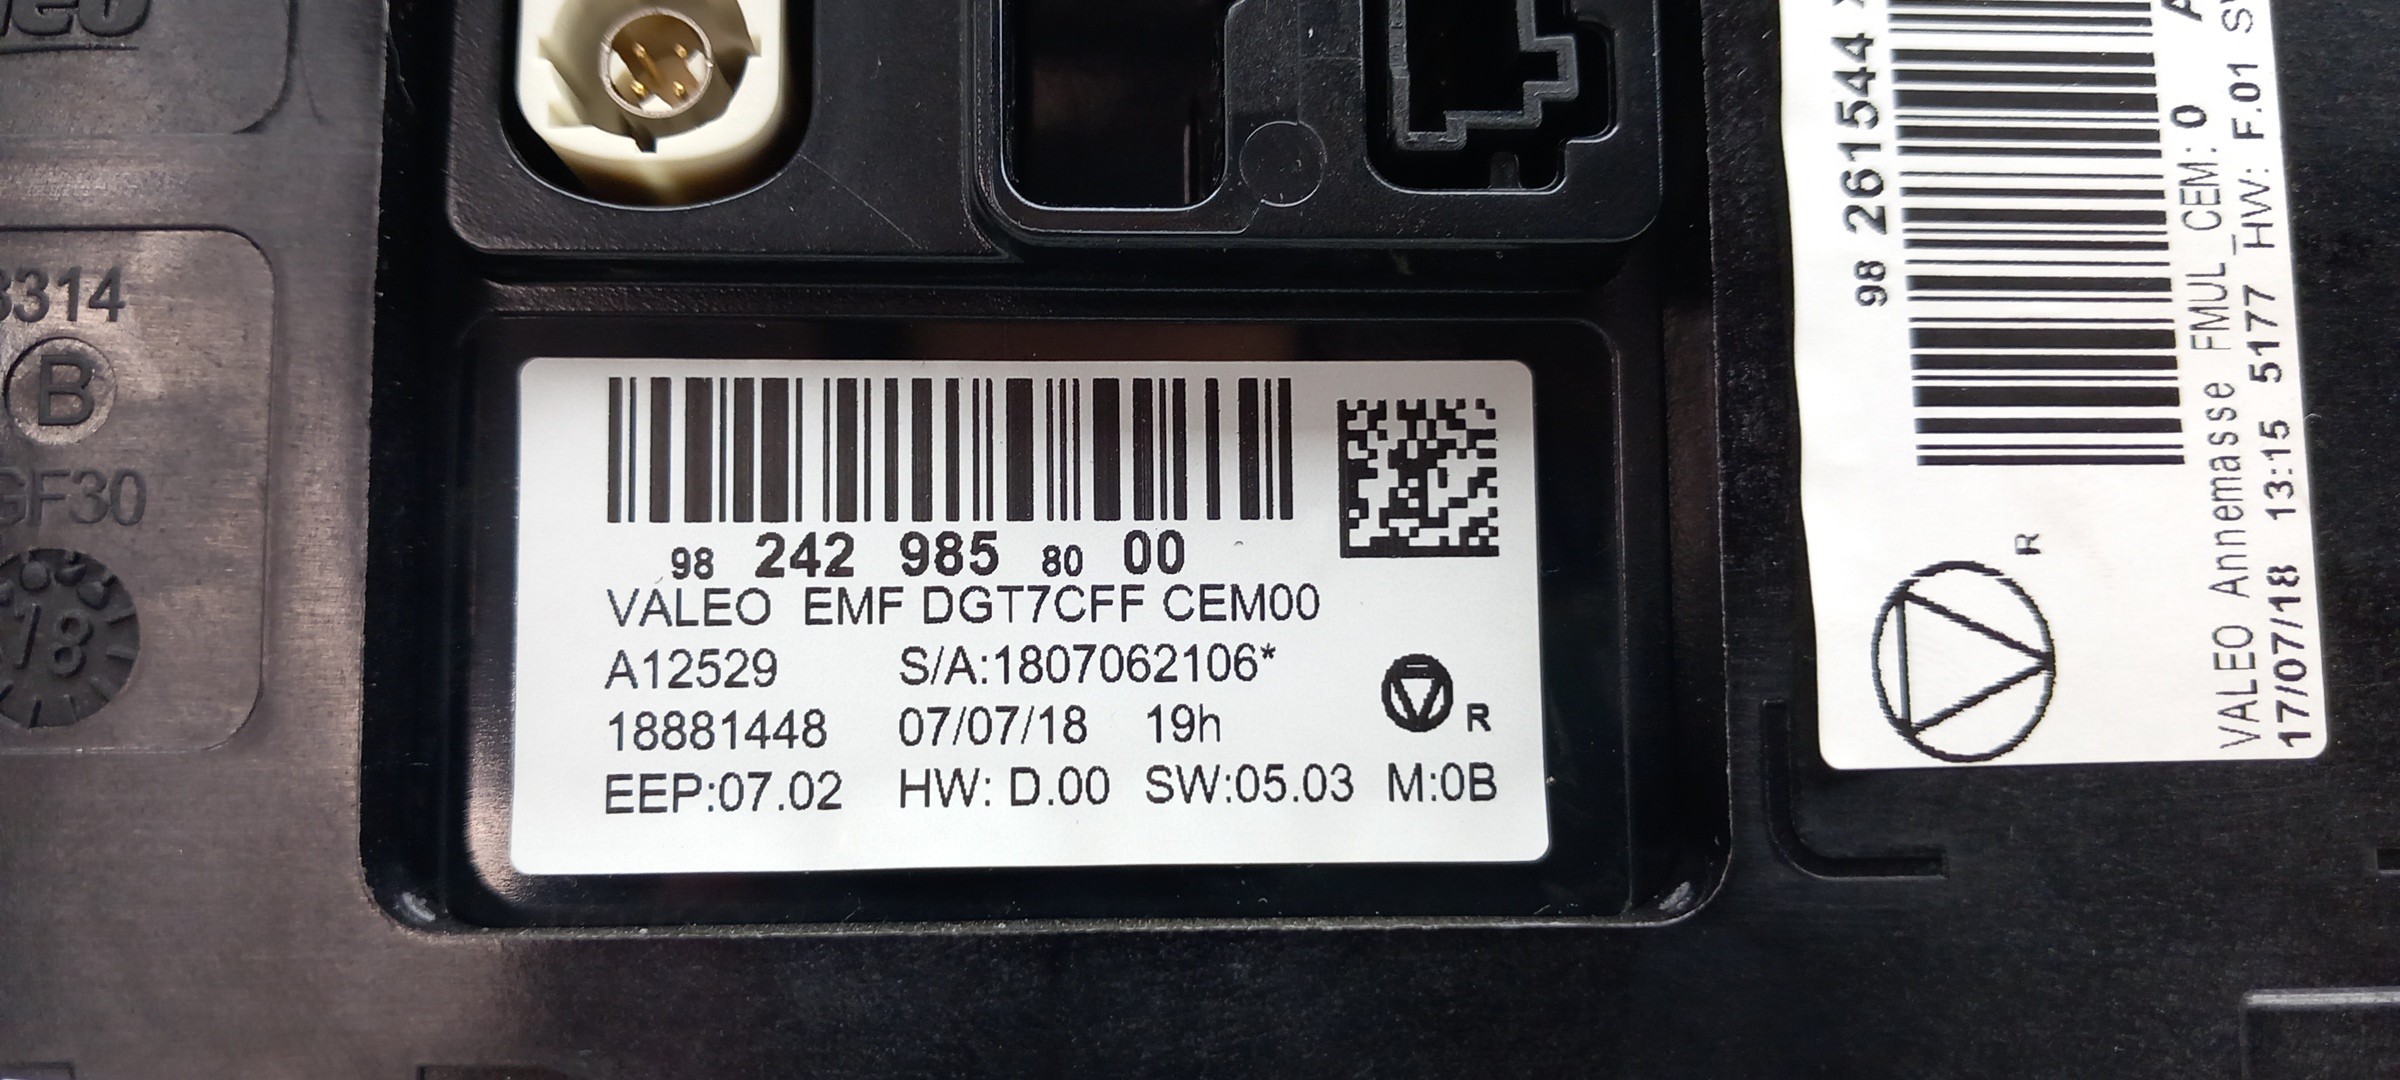 3314
B
GF30
18
98 242 985 80 00
VALEO EMF DGT7CFF CEM00
A12529 S/A:1807062106*
18881448 07/07/18 19h
R
EEP:07.02 HW: D.00 SW:05.03 M:0B
98 261544
R
VALEO Annemasse FMUL_CEM: 0
17/07/18 13:15 5177 HW: F.01